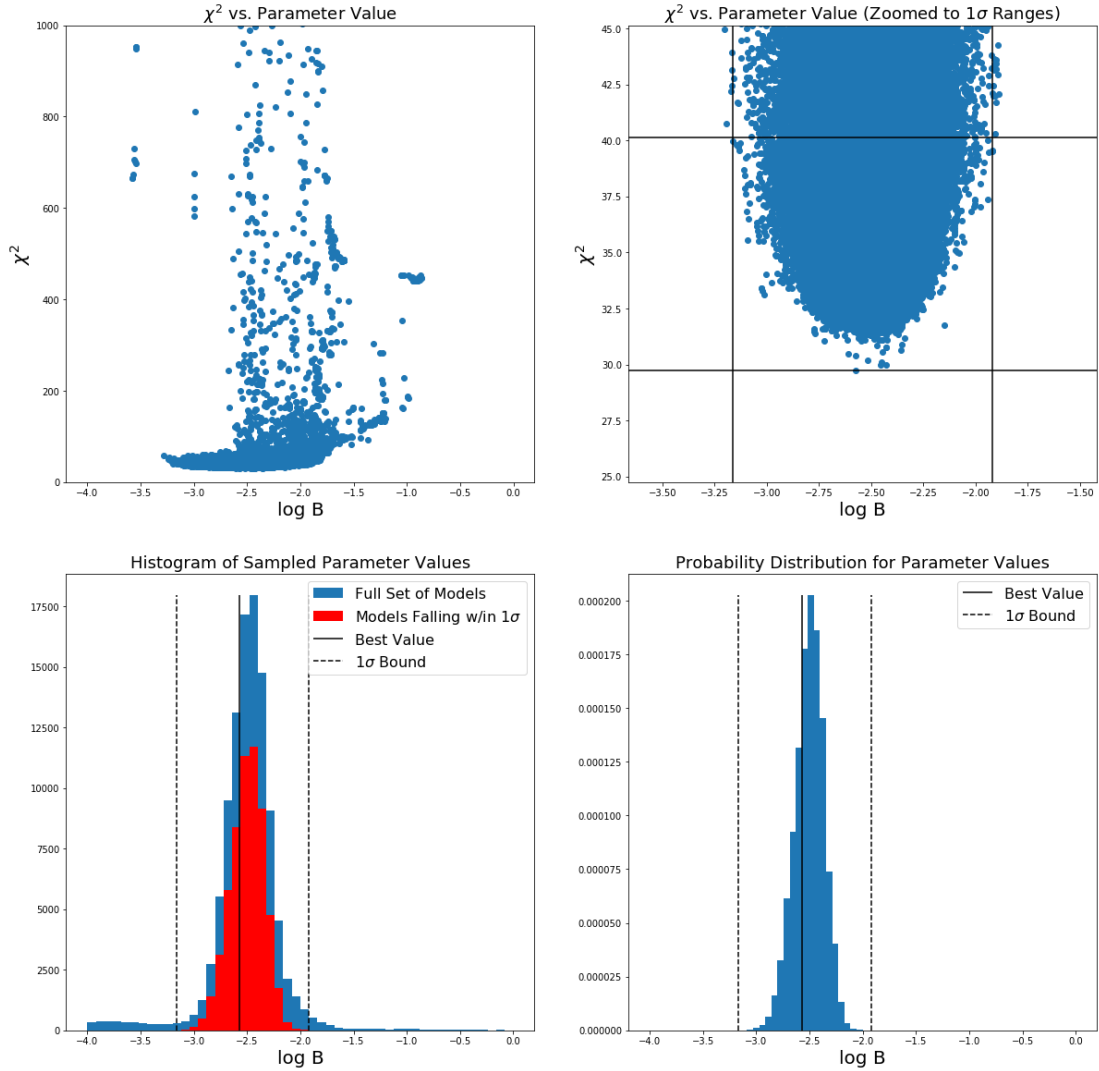 χ² vs. Parameter Value
1000
800
600
400
200
0
χ²
−4.0 −3.5 −3.0 −2.5 −2.0 −1.5 −1.0 −0.5 0.0
log B
χ² vs. Parameter Value (Zoomed to 1σ Ranges)
45.0
42.5
40.0
37.5
35.0
32.5
30.0
27.5
25.0
χ²
−3.50 −3.25 −3.00 −2.75 −2.50 −2.25 −2.00 −1.75 −1.50
log B
Histogram of Sampled Parameter Values
Full Set of Models
Models Falling w/in 1σ
Best Value
1σ Bound
17500
15000
12500
10000
7500
5000
2500
0
−4.0 −3.5 −3.0 −2.5 −2.0 −1.5 −1.0 −0.5 0.0
log B
Probability Distribution for Parameter Values
Best Value
1σ Bound
0.000200
0.000175
0.000150
0.000125
0.000100
0.000075
0.000050
0.000025
0.000000
−4.0 −3.5 −3.0 −2.5 −2.0 −1.5 −1.0 −0.5 0.0
log B